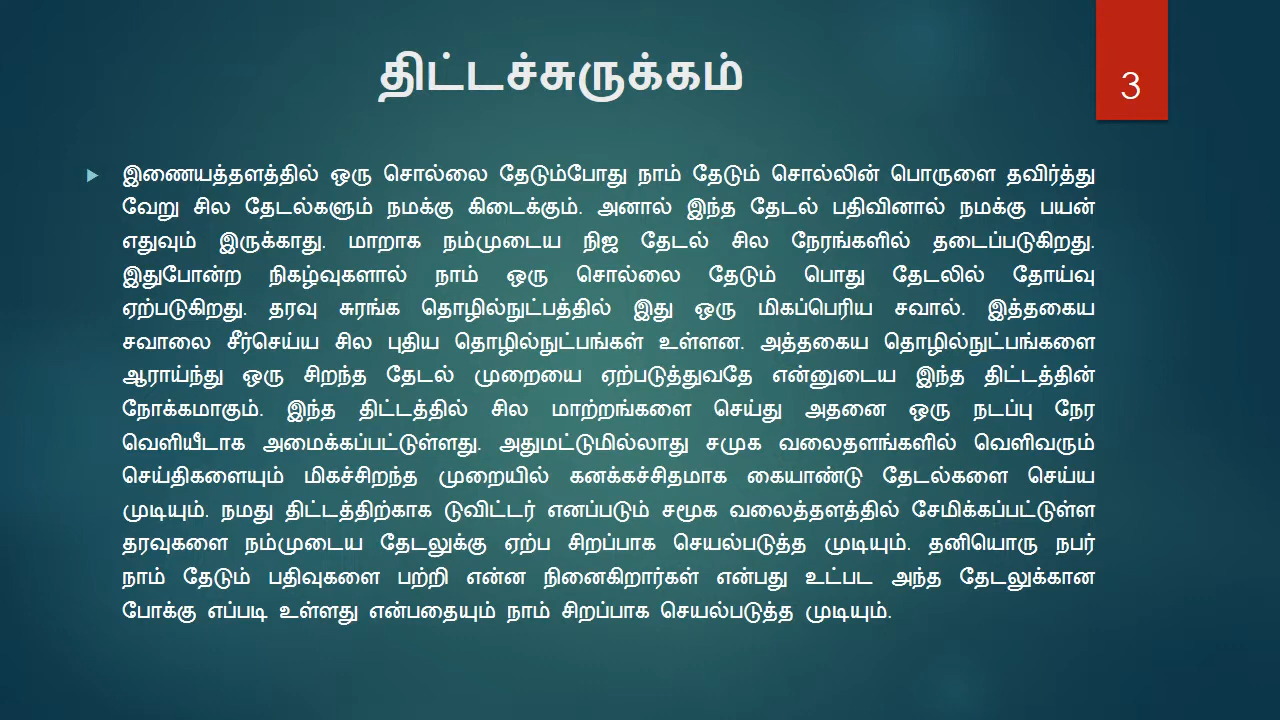 திட்டச்சுருக்கம்
3
இணையத்தளத்தில் ஒரு சொல்லை தேடும்போது நாம் தேடும் சொல்லின் பொருளை தவிர்த்து
வேறு சில தேடல்களும் நமக்கு கிடைக்கும். அனால் இந்த தேடல் பதிவினால் நமக்கு பயன்
எதுவும் இருக்காது. மாறாக நம்முடைய நிஜ தேடல் சில நேரங்களில் தடைப்படுகிறது.
இதுபோன்ற நிகழ்வுகளால் நாம் ஒரு சொல்லை தேடும் பொது தேடலில் தோய்வு
ஏற்படுகிறது. தரவு சுரங்க தொழில்நுட்பத்தில் இது ஒரு மிகப்பெரிய சவால். இத்தகைய
சவாலை சீர்செய்ய சில புதிய தொழில்நுட்பங்கள் உள்ளன. அத்தகைய தொழில்நுட்பங்களை
ஆராய்ந்து ஒரு சிறந்த தேடல் முறையை ஏற்படுத்துவதே என்னுடைய இந்த திட்டத்தின்
நோக்கமாகும். இந்த திட்டத்தில் சில மாற்றங்களை செய்து அதனை ஒரு நடப்பு நேர
வெளியீடாக அமைக்கப்பட்டுள்ளது. அதுமட்டுமில்லாது சமுக வலைதளங்களில் வெளிவரும்
செய்திகளையும் மிகச்சிறந்த முறையில் கனக்கச்சிதமாக கையாண்டு தேடல்களை செய்ய
முடியும். நமது திட்டத்திற்காக டுவிட்டர் எனப்படும் சமூக வலைத்தளத்தில் சேமிக்கப்பட்டுள்ள
தரவுகளை நம்முடைய தேடலுக்கு ஏற்ப சிறப்பாக செயல்படுத்த முடியும். தனியொரு நபர்
நாம் தேடும் பதிவுகளை பற்றி என்ன நினைகிறார்கள் என்பது உட்பட அந்த தேடலுக்கான
போக்கு எப்படி உள்ளது என்பதையும் நாம் சிறப்பாக செயல்படுத்த முடியும்.